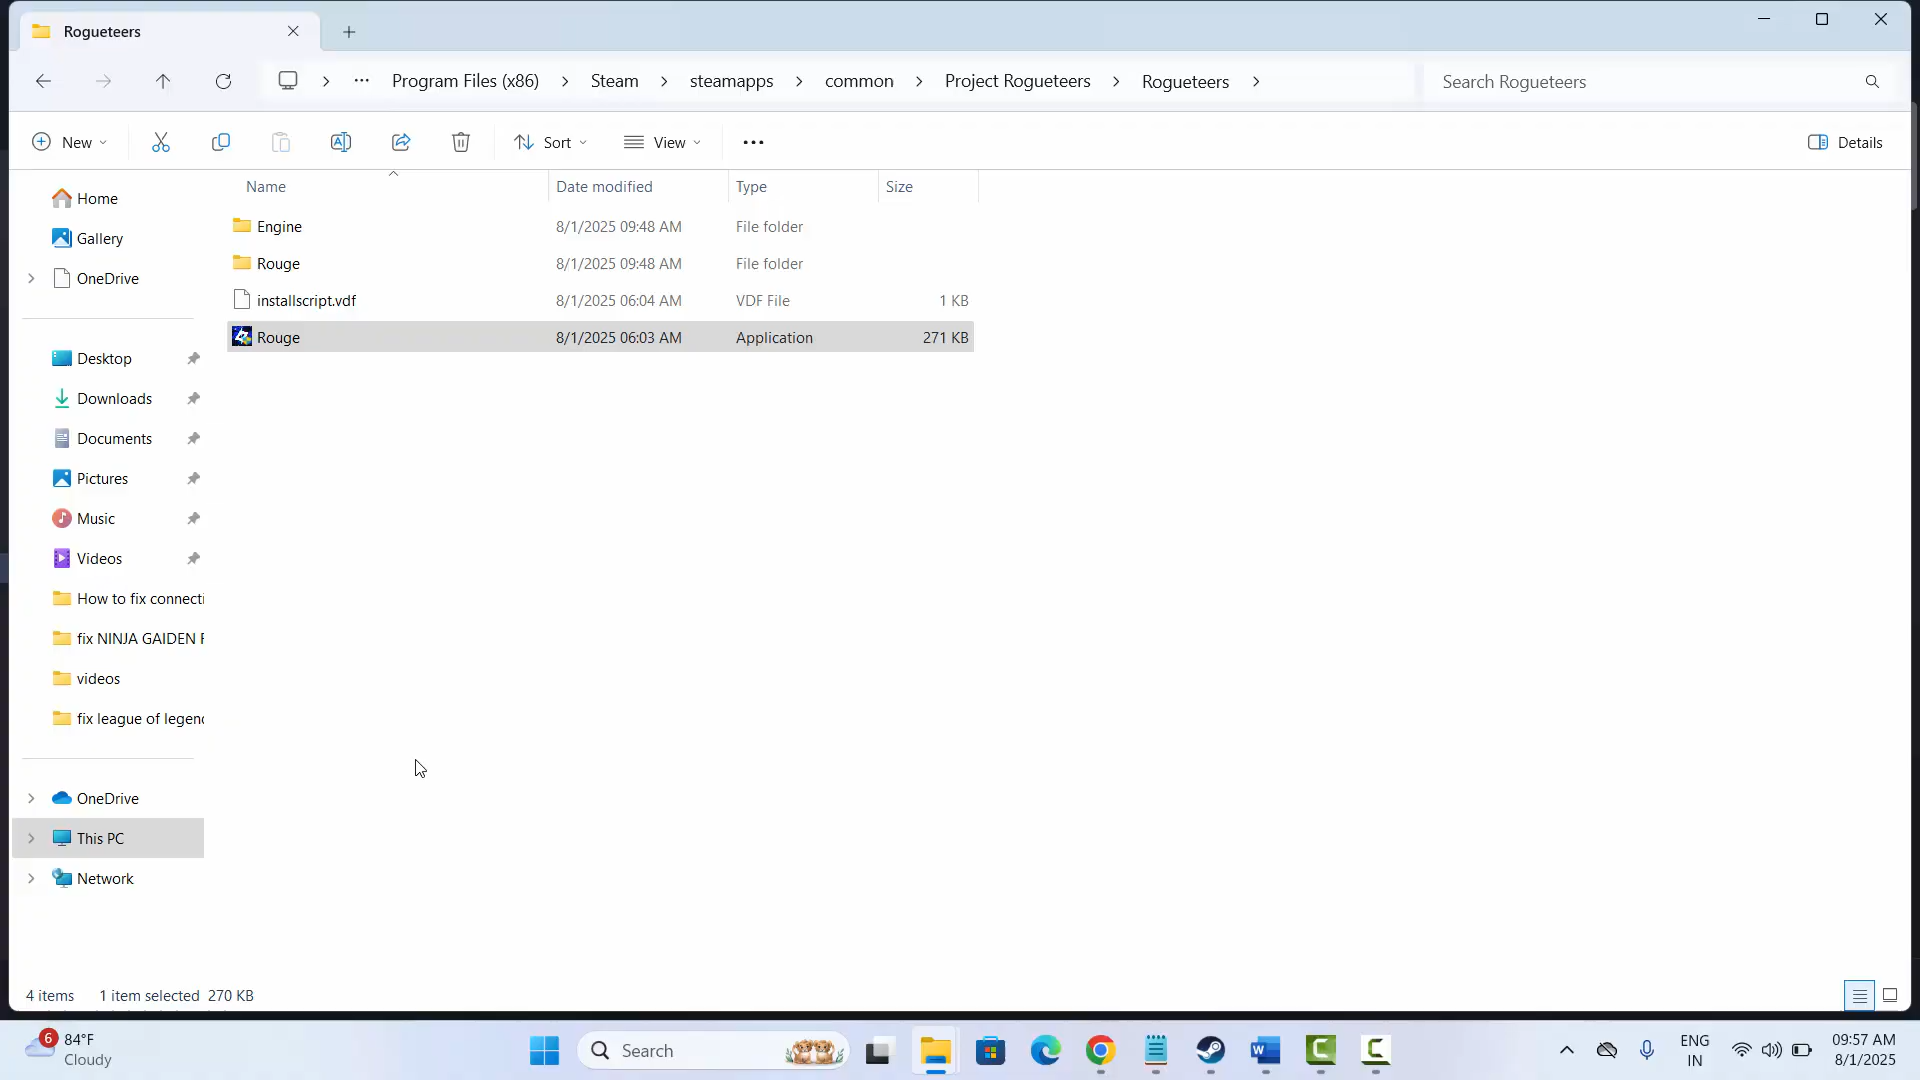 Rogueteers
Program Files (x86) Steam steamapps common Project Rogueteers Rogueteers
Search Rogueteers
New
Sort
View
Details
Name Date modified Type Size
Engine 8/1/2025 09:48 AM File folder
Rouge 8/1/2025 09:48 AM File folder
installscript.vdf 8/1/2025 06:04 AM VDF File 1 KB
Rouge 8/1/2025 06:03 AM Application 271 KB
Home
Gallery
OneDrive
Desktop
Downloads
Documents
Pictures
Music
Videos
How to fix connecti
fix NINJA GAIDEN F
videos
fix league of legend
OneDrive
This PC
Network
4 items 1 item selected 270 KB
6
84°F
Cloudy
Search
ENG
IN
09:57 AM
8/1/2025